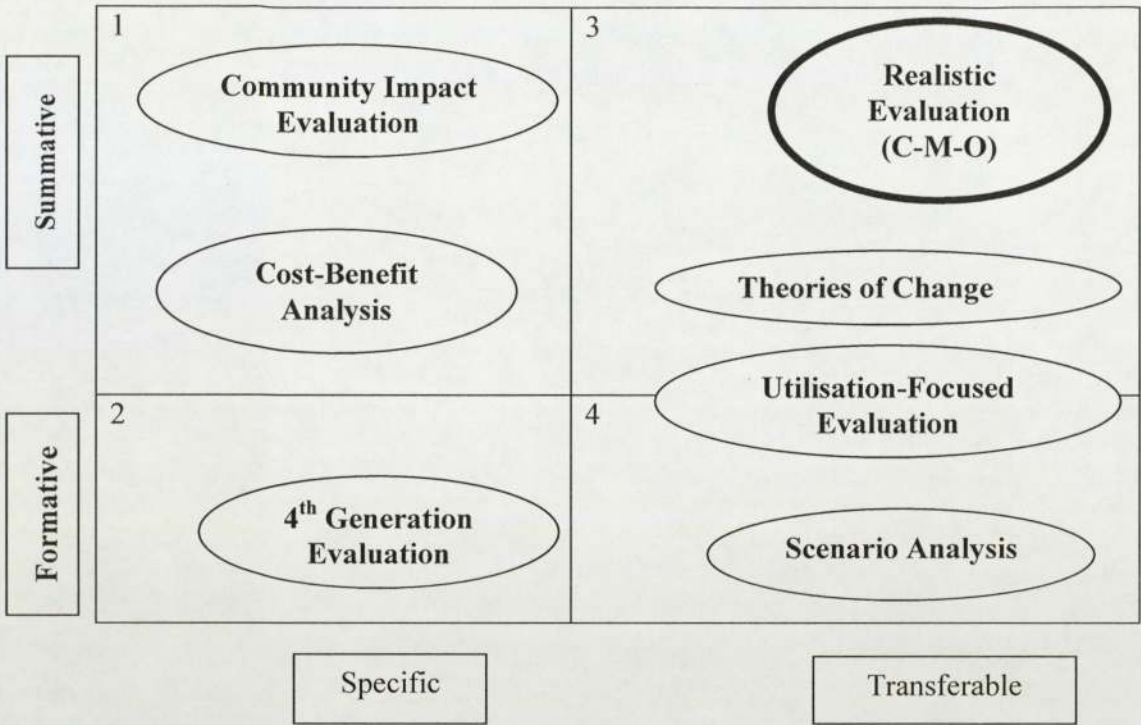 1
3
Summative
Community Impact
Evaluation
Realistic
Evaluation
(C-M-O)
Cost-Benefit
Analysis
Theories of Change
Utilisation-Focused
Evaluation
2
4
Formative
4th Generation
Evaluation
Scenario Analysis
Specific
Transferable